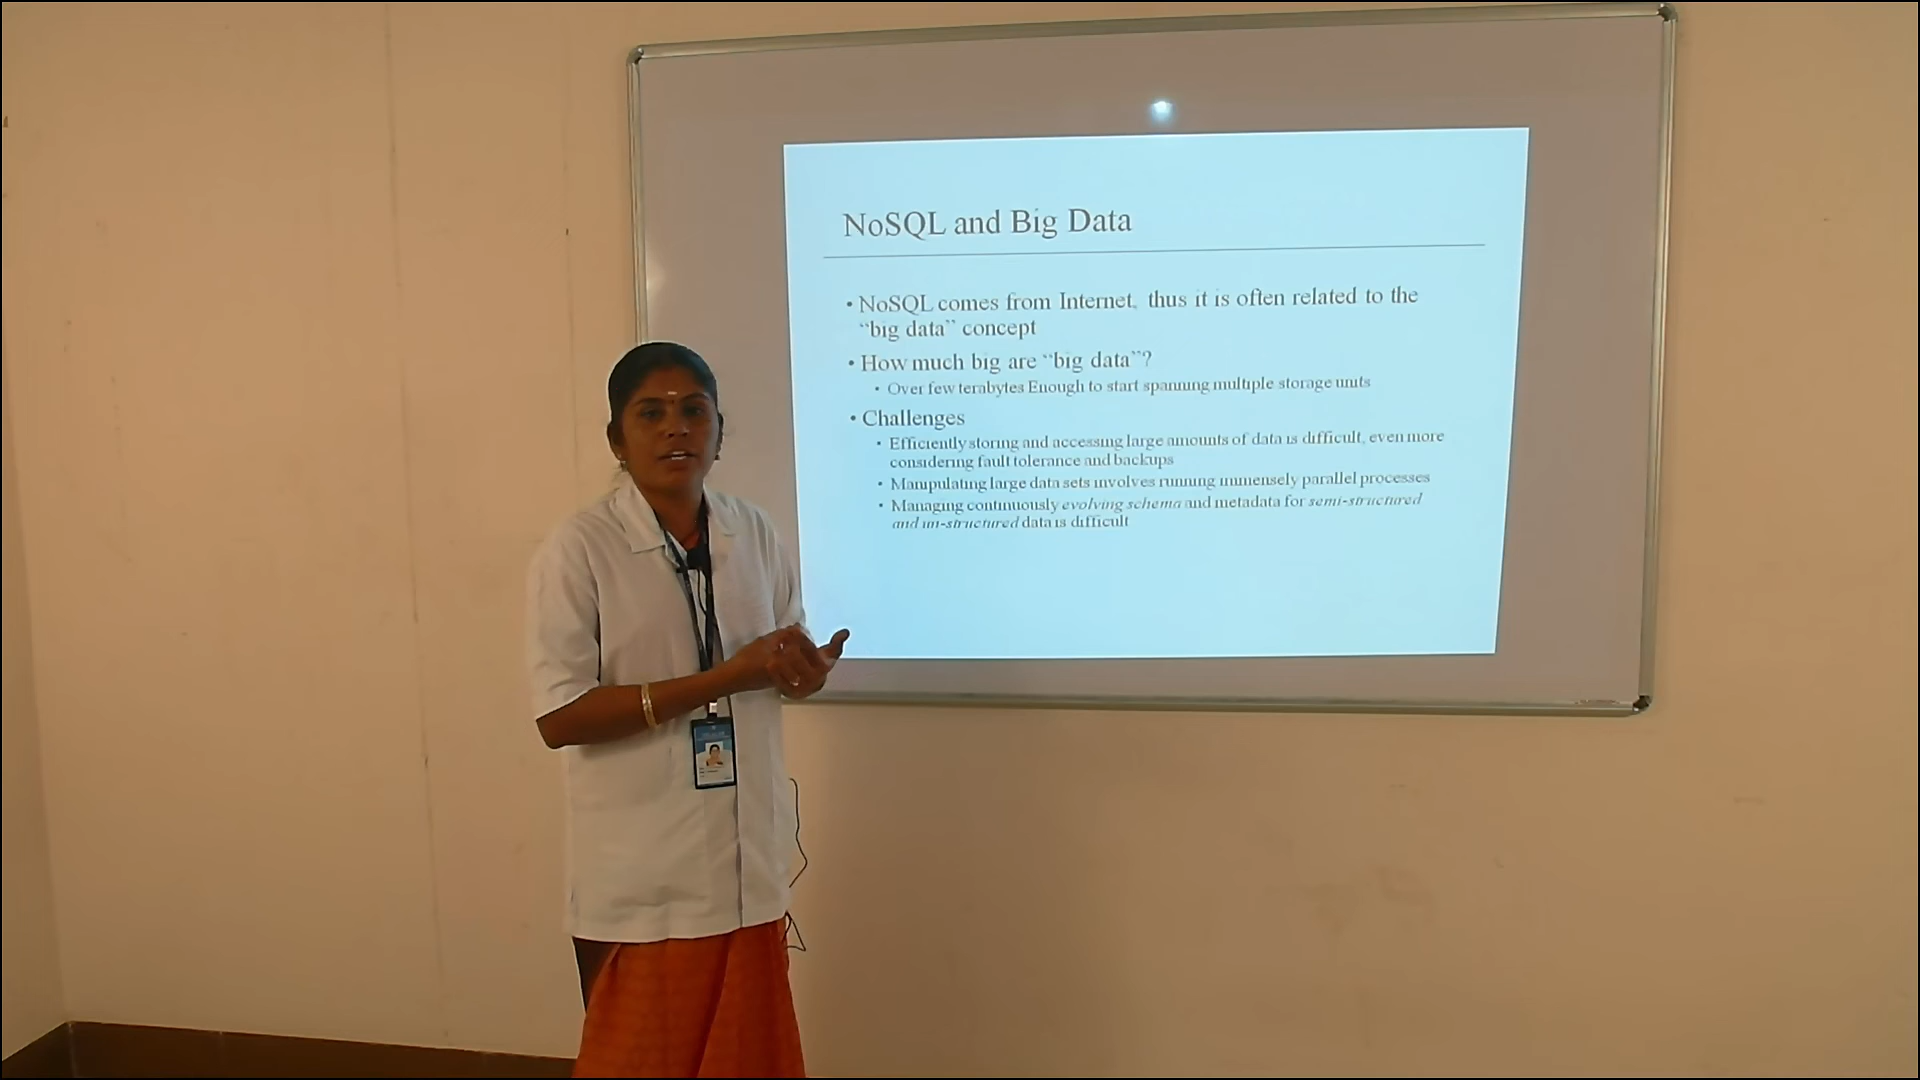 NoSQL and Big Data
• NoSQL comes from Internet, thus it is often related to the
“big data” concept
• How much big are “big data”?
• Over few terabytes Enough to start spanning multiple storage units
• Challenges
• Efficiently storing and accessing large amounts of data is difficult, even more
considering fault tolerance and backups
• Manipulating large data sets involves running immensely parallel processes
• Managing continuously evolving schema and metadata for semi-structured
and un-structured data is difficult